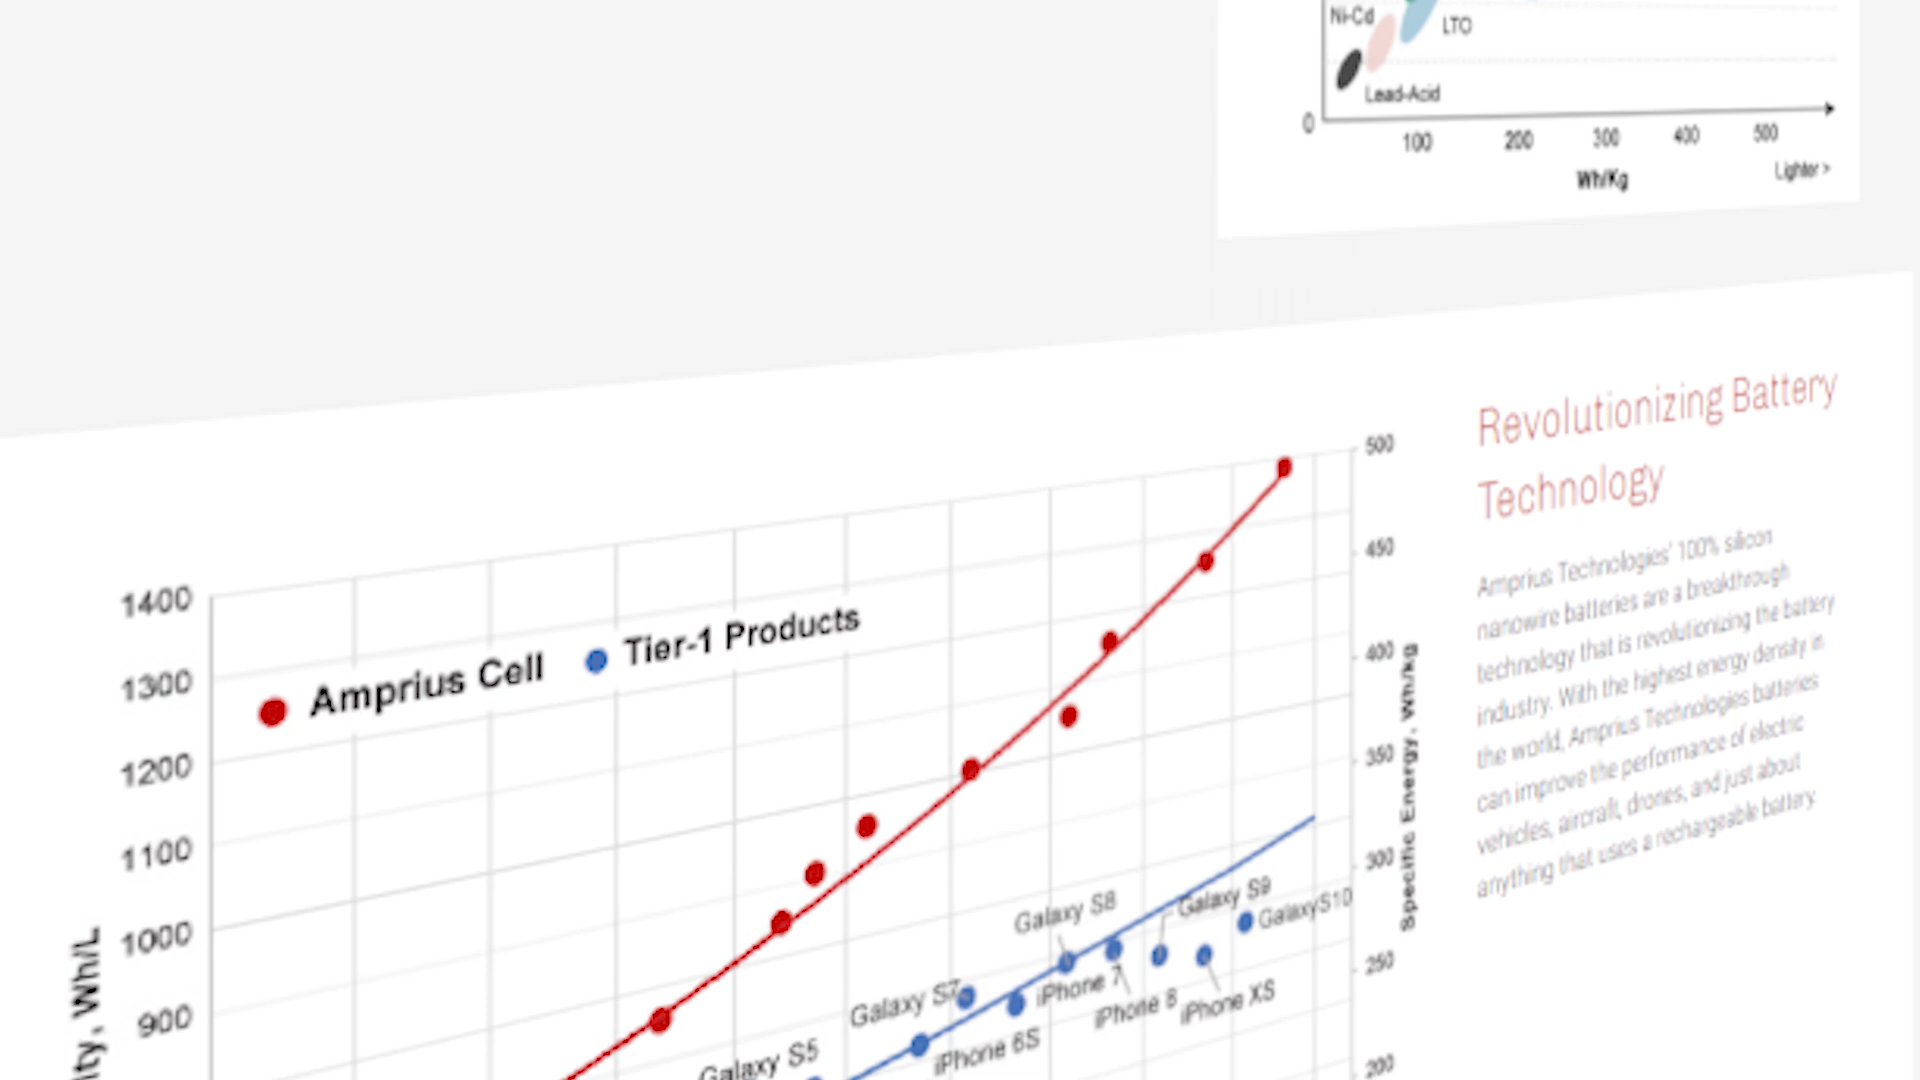 Ni-Cd
LTO
Lead-Acid
0
100 200 300 400 500
Wh/Kg
Lighter >
Revolutionizing Battery
Technology
Amprius Technologies' 100% silicon
nanowire batteries are a breakthrough
technology that is revolutionizing the battery
industry. With the highest energy density in
the world, Amprius Technologies batteries
can improve the performance of electric
vehicles, aircraft, drones, and just about
anything that uses a rechargeable battery.
1400
1300
1200
1100
1000
900
lty, Wh/L
Amprius Cell
Tier-1 Products
500
450
400
350
300
250
200
Specific Energy, Wh/kg
Galaxy S8
Galaxy S9
GalaxyS10
Galaxy S7
iPhone 7
iPhone 8
iPhone XS
iPhone 6S
Galaxy S5